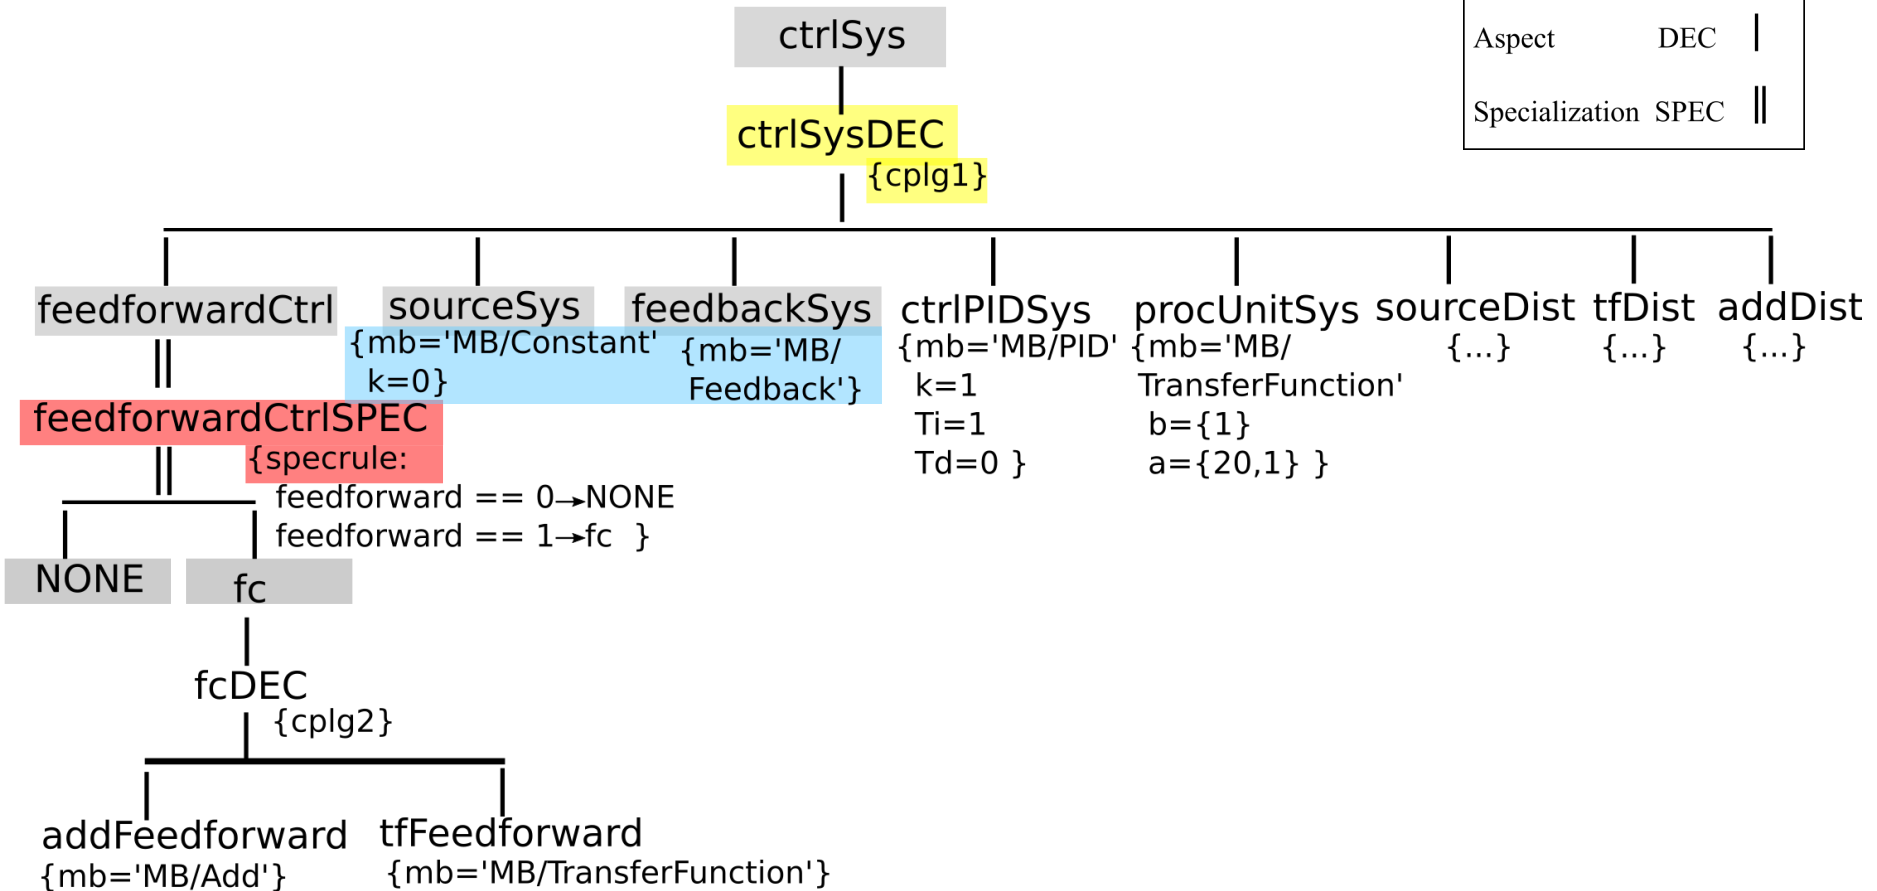 ctrlSys
Aspect DEC
Specialization SPEC
ctrlSysDEC
{cplg1}
feedforwardCtrl sourceSys feedbackSys ctrlPIDSys procUnitSys sourceDist tfDist addDist
{mb='MB/Constant'
k=0}
{mb='MB/
Feedback'}
{mb='MB/PID'
k=1
Ti=1
Td=0 }
{mb='MB/
TransferFunction'
b={1}
a={20,1} }
{...} {...} {...}
feedforwardCtrlSPEC
{specrule:
feedforward == 0→NONE
feedforward == 1→fc }
NONE fc
fcDEC
{cplg2}
addFeedforward tfFeedforward
{mb='MB/Add'} {mb='MB/TransferFunction'}